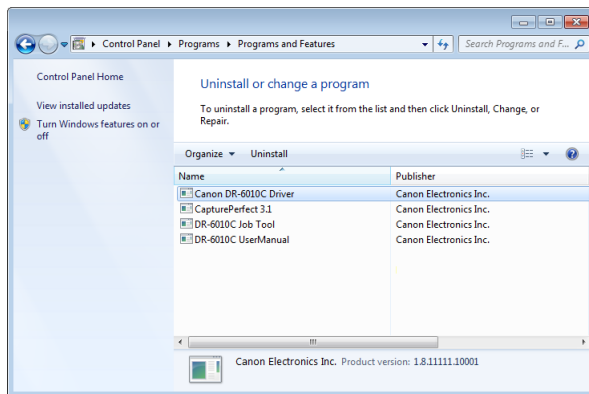 Control Panel ▸ Programs ▸ Programs and Features
Search Programs and F...
Control Panel Home
View installed updates
Turn Windows features on or
off
Uninstall or change a program
To uninstall a program, select it from the list and then click Uninstall, Change, or
Repair.
Organize
Uninstall
Name Publisher
Canon DR-6010C Driver Canon Electronics Inc.
CapturePerfect 3.1 Canon Electronics Inc.
DR-6010C Job Tool Canon Electronics Inc.
DR-6010C UserManual Canon Electronics Inc.
Canon Electronics Inc. Product version: 1.8.11111.10001